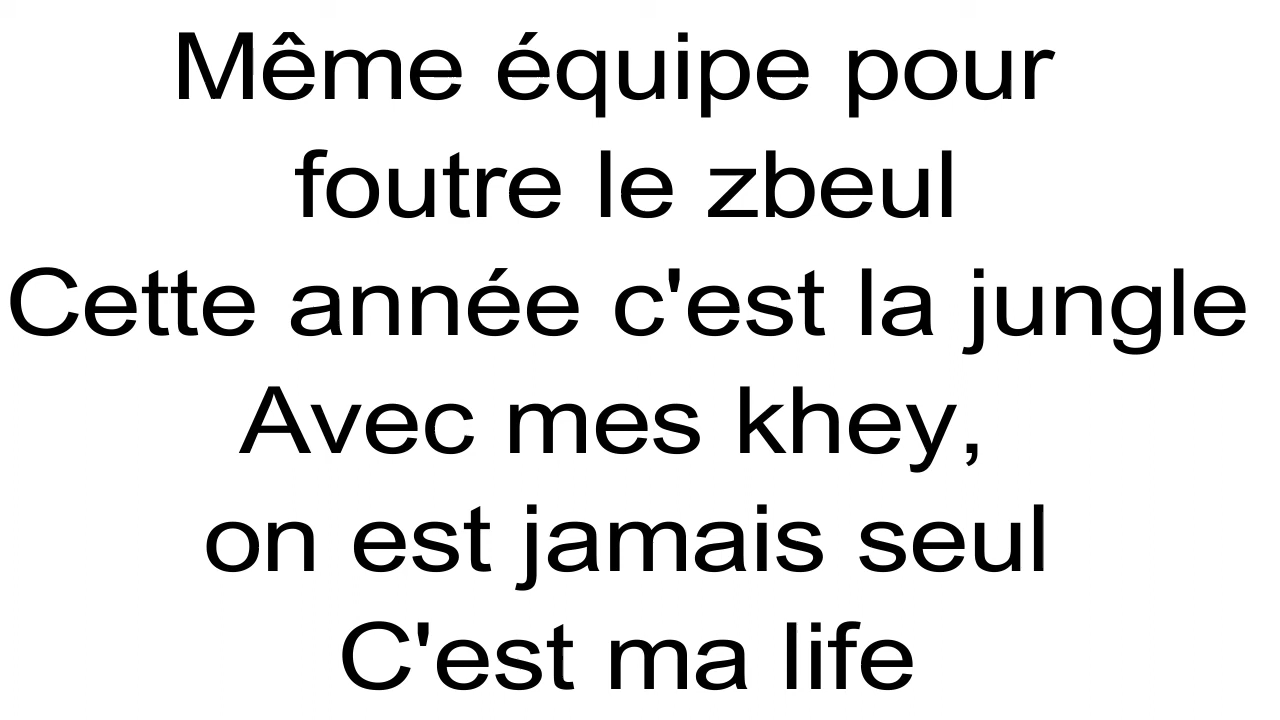 Même équipe pour
foutre le zbeul
Cette année c'est la jungle
Avec mes khey,
on est jamais seul
C'est ma life